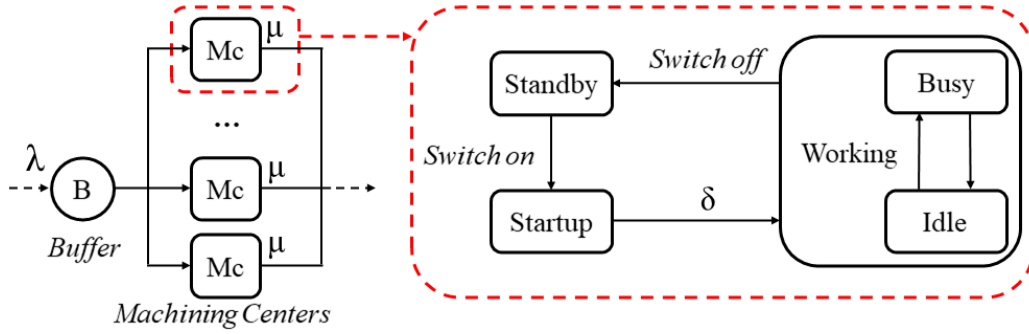 λ
B
Buffer
Mc
μ
...
Mc
μ
Mc
μ
Machining Centers
Standby
Switch off
Switch on
Startup
δ
Working
Busy
Idle